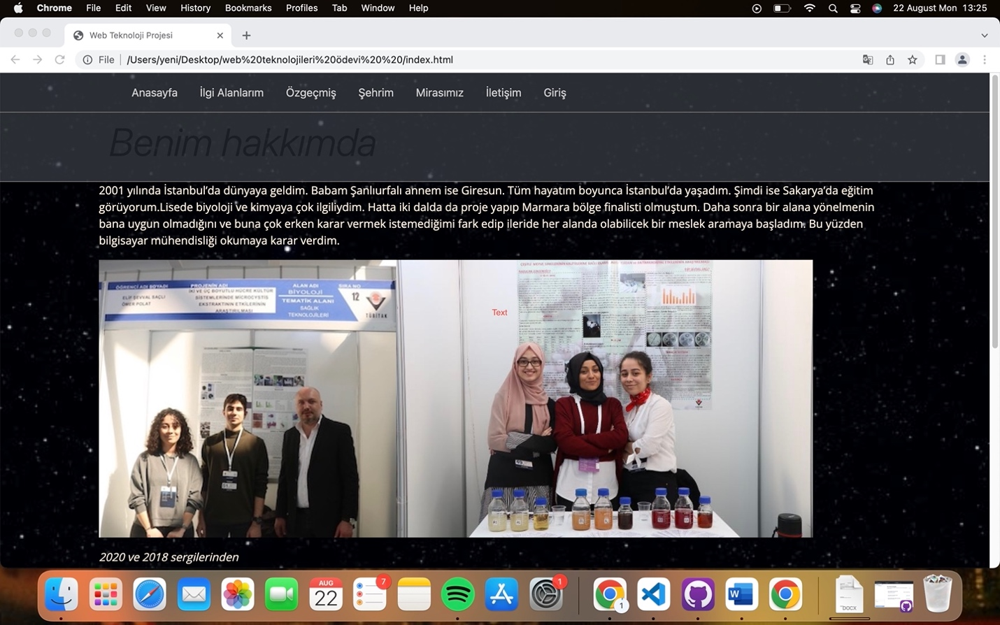 Chrome File Edit View History Bookmarks Profiles Tab Window Help 22 August Mon 13:25
Web Teknoloji Projesi
File /Users/yeni/Desktop/web%20teknolojileri%20ödevi%20%20/index.html
Anasayfa İlgi Alanlarım Özgeçmiş Şehrim Mirasımız İletişim Giriş
Benim hakkımda
2001 yılında İstanbul’da dünyaya geldim. Babam Şanlıurfalı annem ise Giresun. Tüm hayatım boyunca İstanbul’da yaşadım. Şimdi ise Sakarya’da eğitim
görüyorum.Lisede biyoloji ve kimyaya çok ilgiliydim. Hatta iki dalda da proje yapıp Marmara bölge finalisti olmuştum. Daha sonra bir alana yönelmenin
bana uygun olmadığını ve buna çok erken karar vermek istemediğimi fark edip ileride her alanda olabilicek bir meslek aramaya başladım. Bu yüzden
bilgisayar mühendisliği okumaya karar verdim.
ÖĞRENCİ ADI SOYADI
ELİF ŞEVVAL SAÇLI
ÖMER POLAT
PROJENİN ADI
İKİ VE ÜÇ BOYUTLU HÜCRE KÜLTÜR
SİSTEMLERİNDE MICROCYSTIS
EKSTRAKTININ ETKİLERİNİN
ARAŞTIRILMASI
ALAN ADI
BİYOLOJİ
TEMATİK ALANI
SAĞLIK
TEKNOLOJİLERİ
SIRA NO
12
TÜBİTAK
Text
2020 ve 2018 sergilerinden
7
AUG
22
1
1
W
DOCX